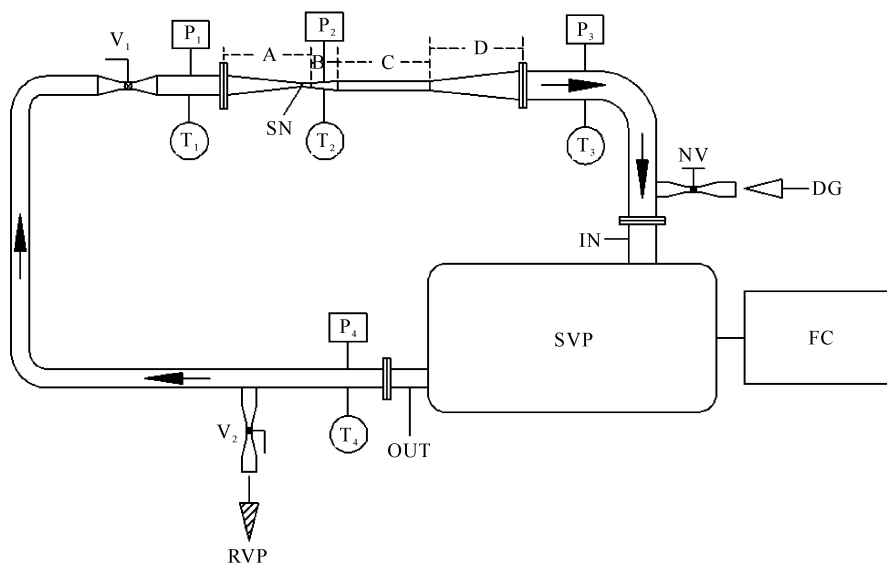 V₁
P₁
P₂
P₃
A
B
C
D
SN
T₁
T₂
T₃
NV
DG
IN
P₄
SVP
FC
V₂
T₄
OUT
RVP